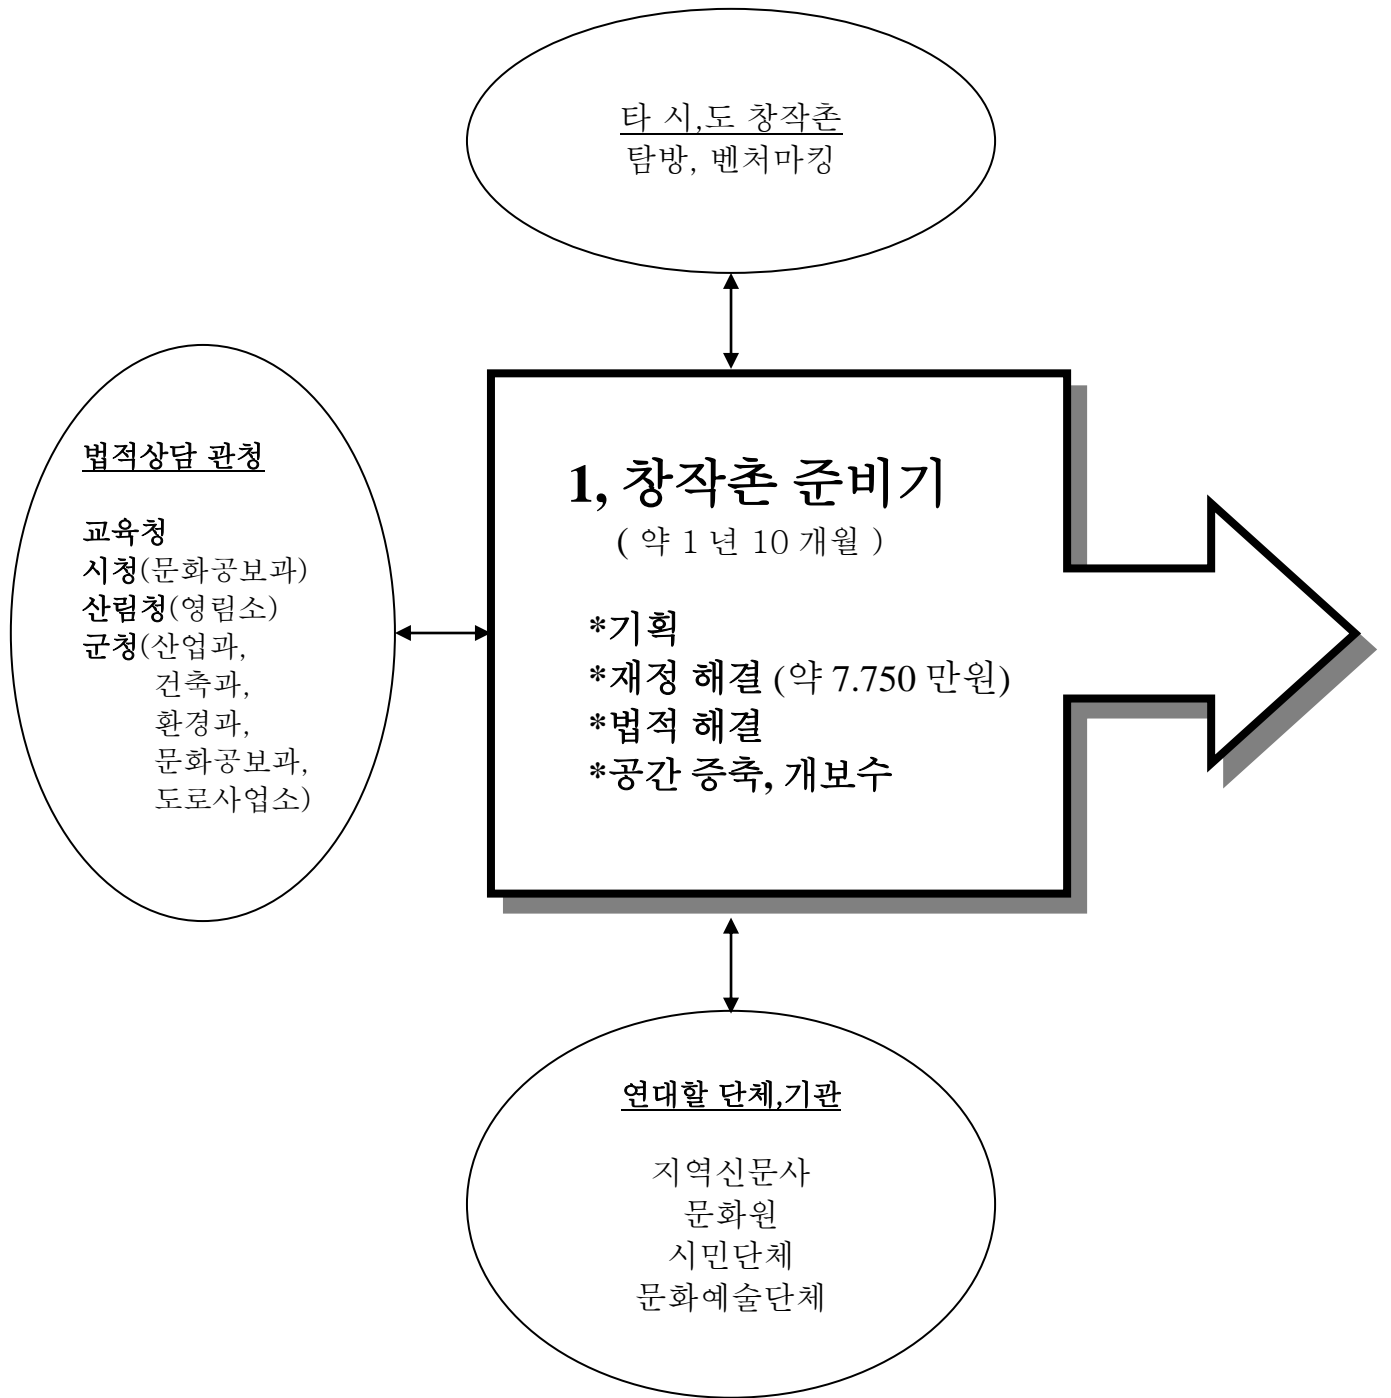 타 시,도 창작촌
탐방, 벤처마킹
법적상담 관청
교육청
시청(문화공보과)
산림청(영림소)
군청(산업과,
건축과,
환경과,
문화공보과,
도로사업소)
1, 창작촌 준비기
( 약 1 년 10 개월 )
*기획
*재정 해결 (약 7.750 만원)
*법적 해결
*공간 증축, 개보수
연대할 단체,기관
지역신문사
문화원
시민단체
문화예술단체